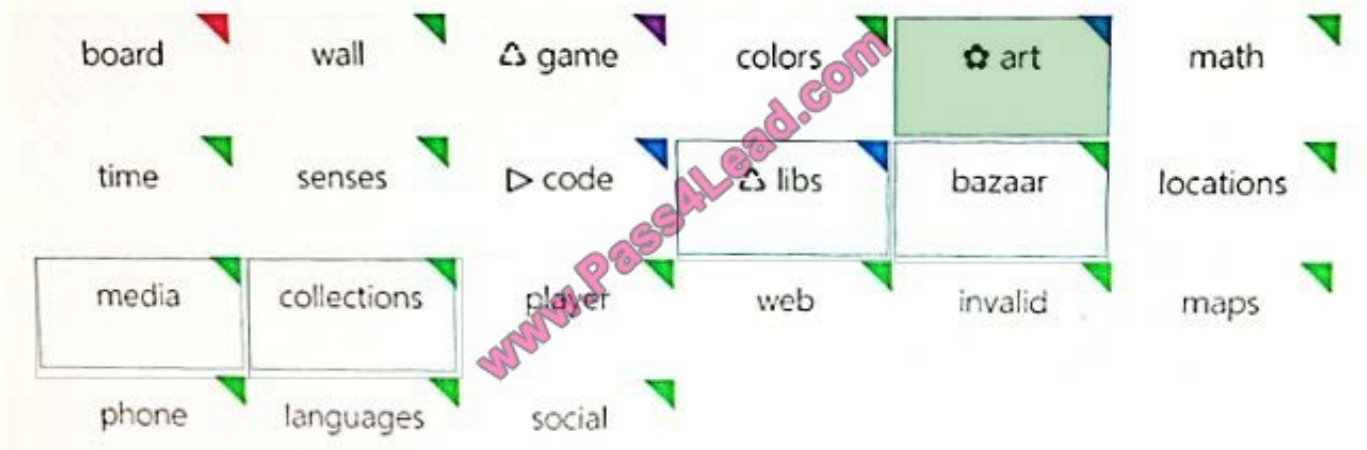 board wall ♺ game colors ✿ art math
time senses ▷ code ♺ libs bazaar locations
media collections player web invalid maps
phone languages social
www.Pass4Lead.com